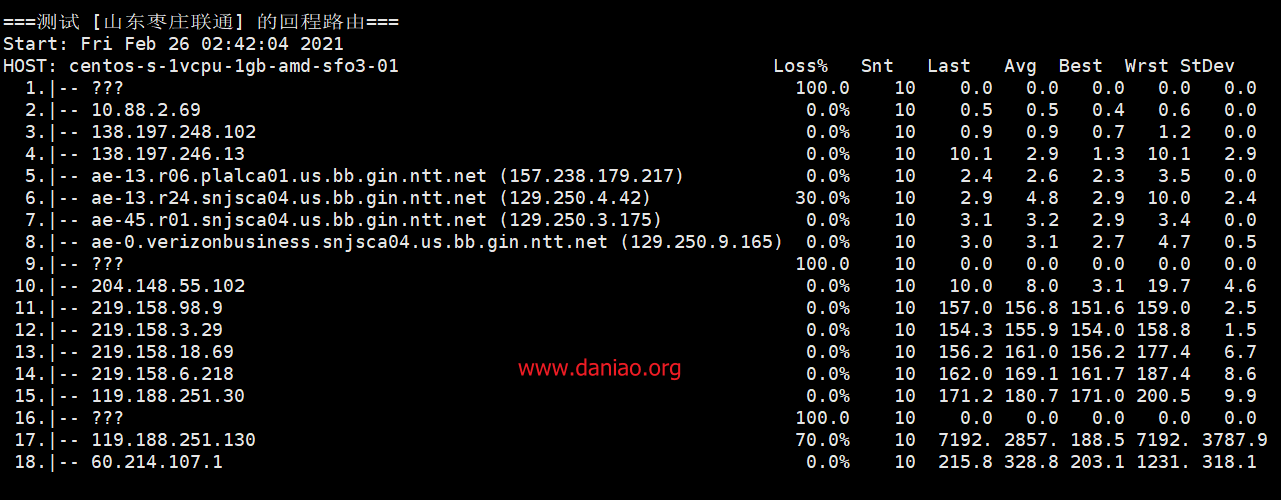 ===测试 [山东枣庄联通] 的回程路由===
Start: Fri Feb 26 02:42:04 2021
HOST: centos-s-1vcpu-1gb-amd-sfo3-01 Loss% Snt Last Avg Best Wrst StDev
1.|-- ??? 100.0 10 0.0 0.0 0.0 0.0 0.0
2.|-- 10.88.2.69 0.0% 10 0.5 0.5 0.4 0.6 0.0
3.|-- 138.197.248.102 0.0% 10 0.9 0.9 0.7 1.2 0.0
4.|-- 138.197.246.13 0.0% 10 10.1 2.9 1.3 10.1 2.9
5.|-- ae-13.r06.plalca01.us.bb.gin.ntt.net (157.238.179.217) 0.0% 10 2.4 2.6 2.3 3.5 0.0
6.|-- ae-13.r24.snjsca04.us.bb.gin.ntt.net (129.250.4.42) 30.0% 10 2.9 4.8 2.9 10.0 2.4
7.|-- ae-45.r01.snjsca04.us.bb.gin.ntt.net (129.250.3.175) 0.0% 10 3.1 3.2 2.9 3.4 0.0
8.|-- ae-0.verizonbusiness.snjsca04.us.bb.gin.ntt.net (129.250.9.165) 0.0% 10 3.0 3.1 2.7 4.7 0.5
9.|-- ??? 100.0 10 0.0 0.0 0.0 0.0 0.0
10.|-- 204.148.55.102 0.0% 10 10.0 8.0 3.1 19.7 4.6
11.|-- 219.158.98.9 0.0% 10 157.0 156.8 151.6 159.0 2.5
12.|-- 219.158.3.29 0.0% 10 154.3 155.9 154.0 158.8 1.5
13.|-- 219.158.18.69 0.0% 10 156.2 161.0 156.2 177.4 6.7
www.daniao.org
14.|-- 219.158.6.218 0.0% 10 162.0 169.1 161.7 187.4 8.6
15.|-- 119.188.251.30 0.0% 10 171.2 180.7 171.0 200.5 9.9
16.|-- ??? 100.0 10 0.0 0.0 0.0 0.0 0.0
17.|-- 119.188.251.130 70.0% 10 7192. 2857. 188.5 7192. 3787.9
18.|-- 60.214.107.1 0.0% 10 215.8 328.8 203.1 1231. 318.1